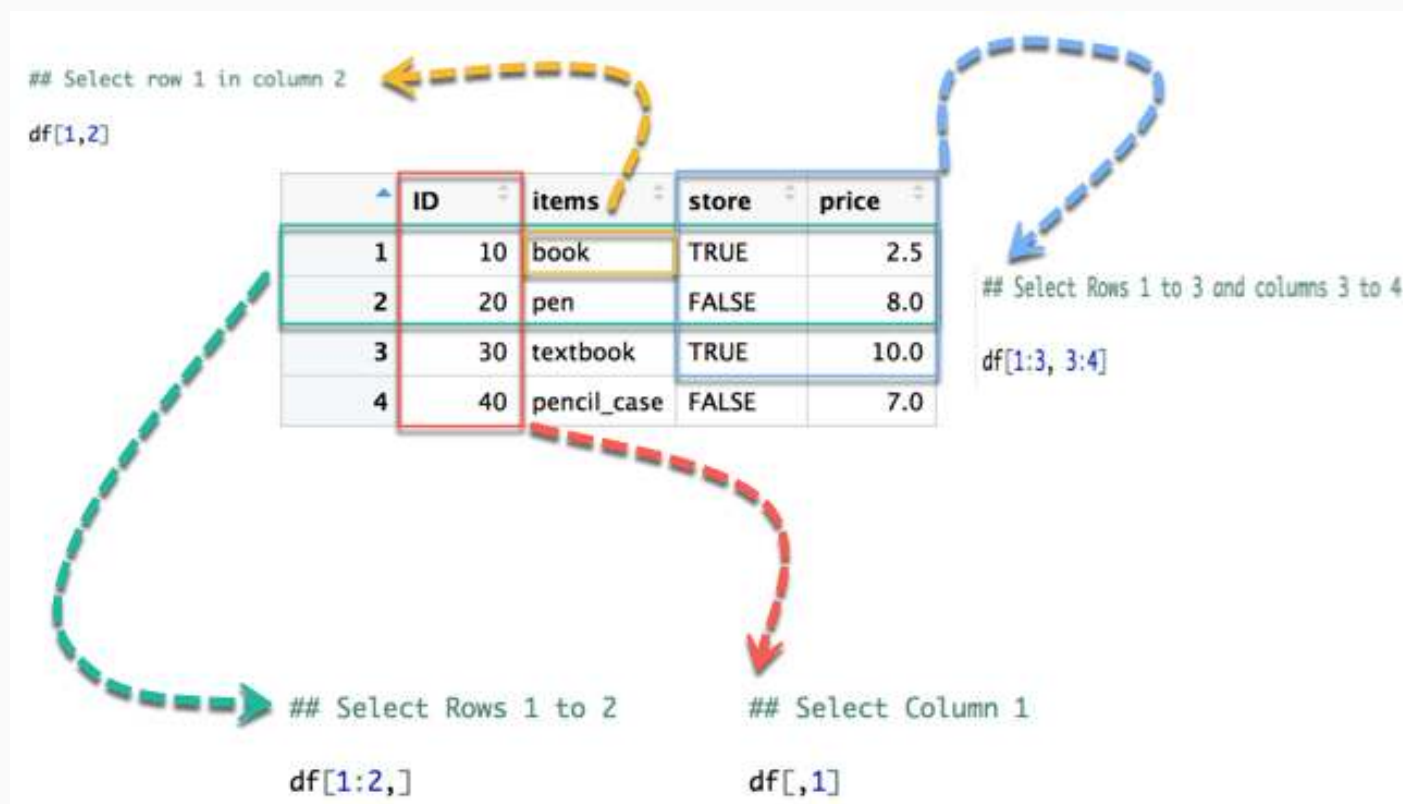 ## Select row 1 in column 2
df[1,2]
ID items store price
1 10 book TRUE 2.5
2 20 pen FALSE 8.0
3 30 textbook TRUE 10.0
4 40 pencil_case FALSE 7.0
## Select Rows 1 to 3 and columns 3 to 4
df[1:3, 3:4]
## Select Rows 1 to 2
df[1:2,]
## Select Column 1
df[,1]